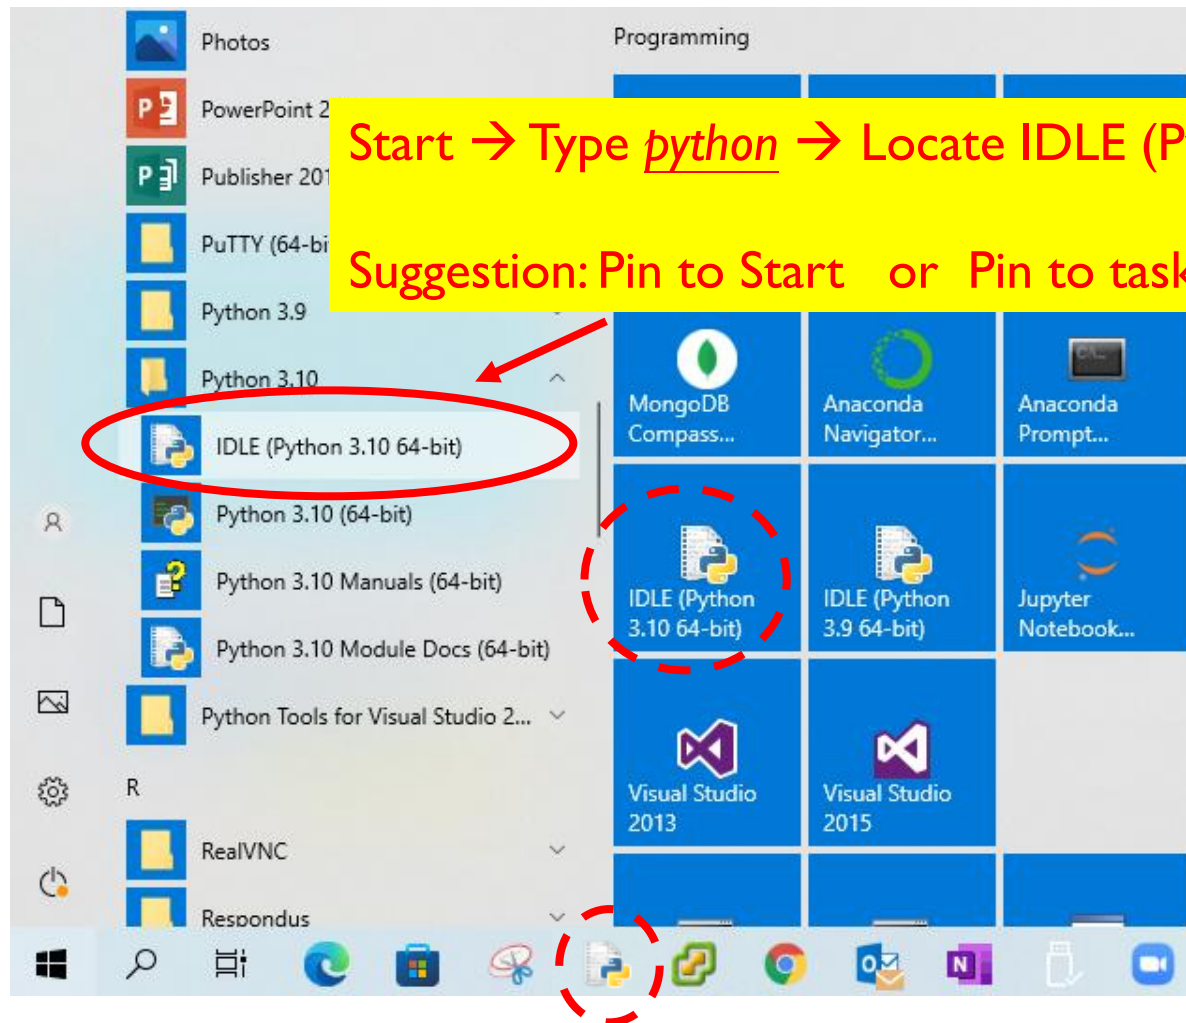 Photos
Programming
PowerPoint 2
Start → Type python → Locate IDLE (P
Publisher 201
PuTTY (64-bi
Suggestion: Pin to Start or Pin to task
Python 3.9
Python 3.10
MongoDB
Compass...
Anaconda
Navigator...
Anaconda
Prompt...
IDLE (Python 3.10 64-bit)
Python 3.10 (64-bit)
Python 3.10 Manuals (64-bit)
Python 3.10 Module Docs (64-bit)
Python Tools for Visual Studio 2...
IDLE (Python
3.10 64-bit)
IDLE (Python
3.9 64-bit)
Jupyter
Notebook...
R
Visual Studio
2013
Visual Studio
2015
RealVNC
Respondus